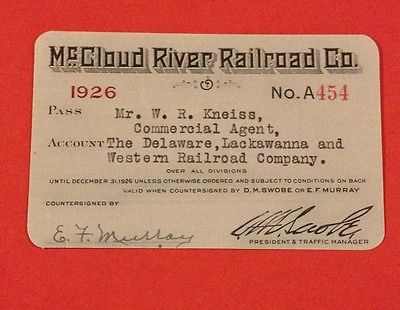 McCloud River Railroad Co.
1926 No. A454
PASS Mr. W. R. Kneiss,
Commercial Agent,
ACCOUNT The Delaware, Lackawanna and
Western Railroad Company.
OVER ALL DIVISIONS
UNTIL DECEMBER 31, 1926 UNLESS OTHERWISE ORDERED AND SUBJECT TO CONDITIONS ON BACK
VALID WHEN COUNTERSIGNED BY D. M. SWOBE OR E. F. MURRAY
COUNTERSIGNED BY
E. F. Murray
PRESIDENT & TRAFFIC MANAGER